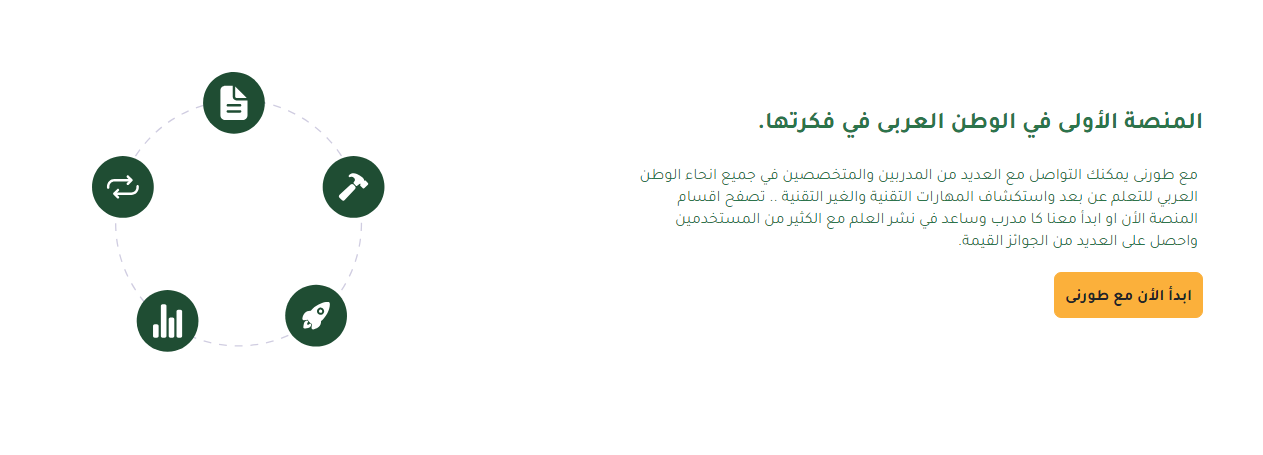 المنصة الأولى في الوطن العربى في فكرتها.
مع طورنى يمكنك التواصل مع العديد من المدربين والمتخصصين في جميع انحاء الوطن
العربي للتعلم عن بعد واستكشاف المهارات التقنية والغير التقنية .. تصفح اقسام
المنصة الأن او ابدأ معنا كا مدرب وساعد في نشر العلم مع الكثير من المستخدمين
واحصل على العديد من الجوائز القيمة.
ابدأ الأن مع طورنى